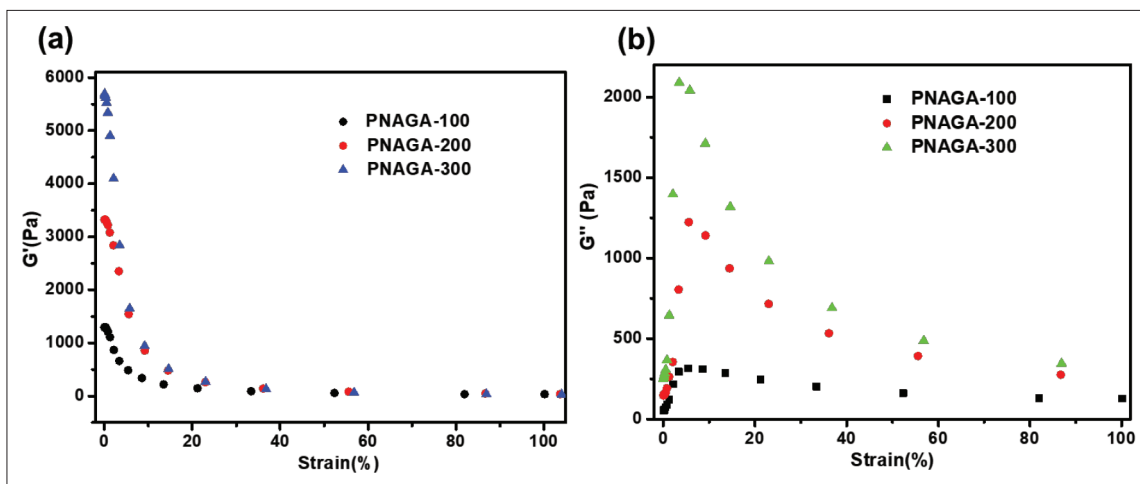 (a)
6000
5000
4000
3000
2000
1000
0
G'(Pa)
PNAGA-100
PNAGA-200
PNAGA-300
0 20 40 60 80 100
Strain(%)
(b)
2000
1500
1000
500
0
G'' (Pa)
PNAGA-100
PNAGA-200
PNAGA-300
0 20 40 60 80 100
Strain(%)